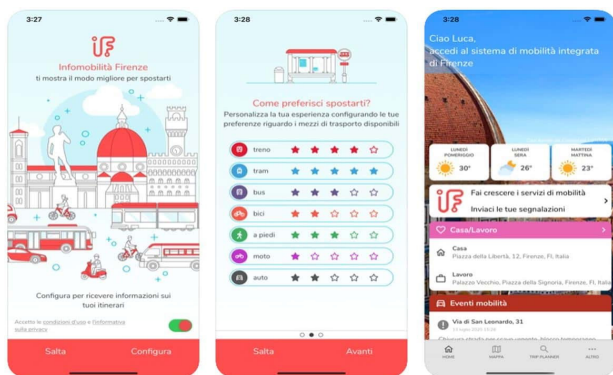 3:27
iF
Infomobilità Firenze
ti mostra il modo migliore per spostarti
Configura per ricevere informazioni sui
tuoi itinerari
Accetto le condizioni d'uso e l'informativa
sulla privacy
Salta
Configura
3:28
Come preferisci spostarti?
Personalizza la tua esperienza configurando le tue
preferenze riguardo i mezzi di trasporto disponibili
treno
tram
bus
bici
a piedi
moto
auto
Salta
Avanti
3:28
Ciao Luca,
accedi al sistema di mobilità integrata
di Firenze
LUNEDÌ
POMERIGGIO
30°
LUNEDÌ
SERA
26°
MARTEDÌ
MATTINA
23°
iF
Fai crescere i servizi di mobilità
Inviaci le tue segnalazioni
Casa/Lavoro
Casa
Piazza della Libertà, 12, Firenze, FI, Italia
Lavoro
Palazzo Vecchio, Piazza della Signoria, Firenze, FI, Italia
Eventi mobilità
Via di San Leonardo, 31
HOME
MAPPA
TRIP PLANNER
ALTRO